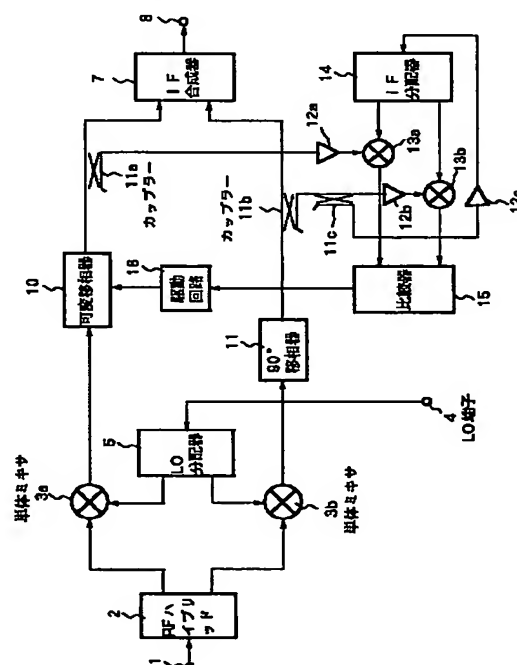 8
7
IF
合成器
14
IF
分配器
12a
13a
13b
11a
カップラー
カップラー
11b
11c
12b
12c
10
可変移相器
16
駆動
回路
比較器
15
11
90°
移相器
5
LO
分配器
4
LO端子
単体ミキサ
3a
3b
単体ミキサ
2
RFハ
イブリ
ッド
1